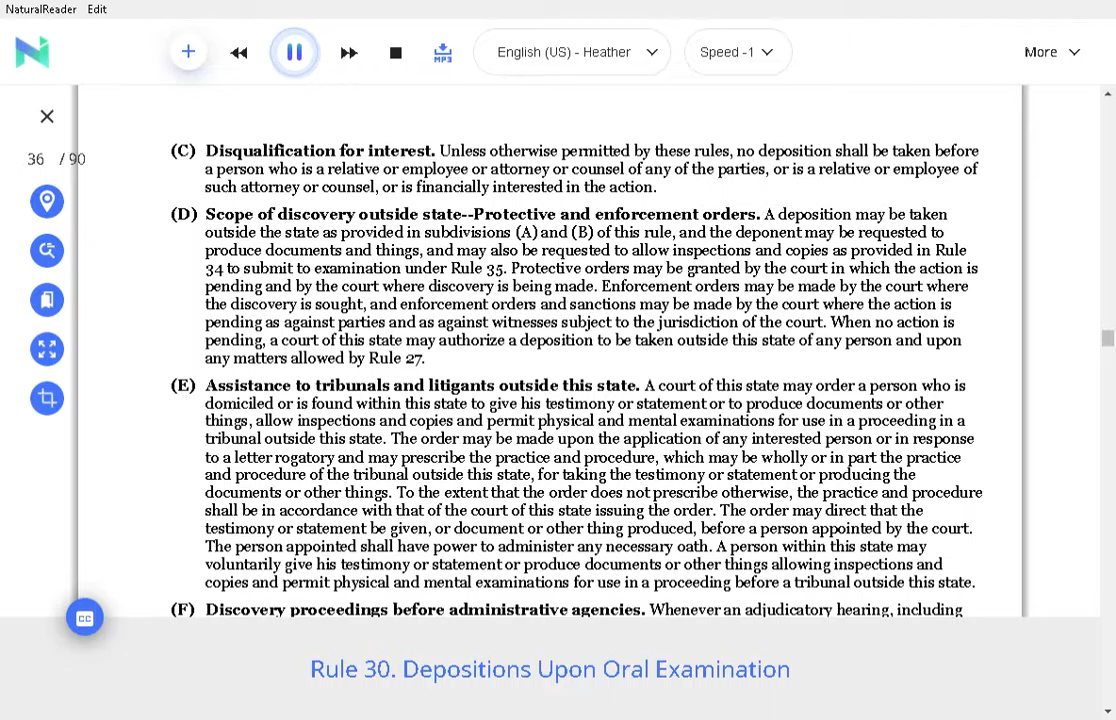 NaturalReader Edit
English (US) - Heather
Speed -1
More
MP3
36 / 90
(C) Disqualification for interest. Unless otherwise permitted by these rules, no deposition shall be taken before
a person who is a relative or employee or attorney or counsel of any of the parties, or is a relative or employee of
such attorney or counsel, or is financially interested in the action.
(D) Scope of discovery outside state--Protective and enforcement orders. A deposition may be taken
outside the state as provided in subdivisions (A) and (B) of this rule, and the deponent may be requested to
produce documents and things, and may also be requested to allow inspections and copies as provided in Rule
34 to submit to examination under Rule 35. Protective orders may be granted by the court in which the action is
pending and by the court where discovery is being made. Enforcement orders may be made by the court where
the discovery is sought, and enforcement orders and sanctions may be made by the court where the action is
pending as against parties and as against witnesses subject to the jurisdiction of the court. When no action is
pending, a court of this state may authorize a deposition to be taken outside this state of any person and upon
any matters allowed by Rule 27.
(E) Assistance to tribunals and litigants outside this state. A court of this state may order a person who is
domiciled or is found within this state to give his testimony or statement or to produce documents or other
things, allow inspections and copies and permit physical and mental examinations for use in a proceeding in a
tribunal outside this state. The order may be made upon the application of any interested person or in response
to a letter rogatory and may prescribe the practice and procedure, which may be wholly or in part the practice
and procedure of the tribunal outside this state, for taking the testimony or statement or producing the
documents or other things. To the extent that the order does not prescribe otherwise, the practice and procedure
shall be in accordance with that of the court of this state issuing the order. The order may direct that the
testimony or statement be given, or document or other thing produced, before a person appointed by the court.
The person appointed shall have power to administer any necessary oath. A person within this state may
voluntarily give his testimony or statement or produce documents or other things allowing inspections and
copies and permit physical and mental examinations for use in a proceeding before a tribunal outside this state.
(F) Discovery proceedings before administrative agencies. Whenever an adjudicatory hearing, including
CC
Rule 30. Depositions Upon Oral Examination